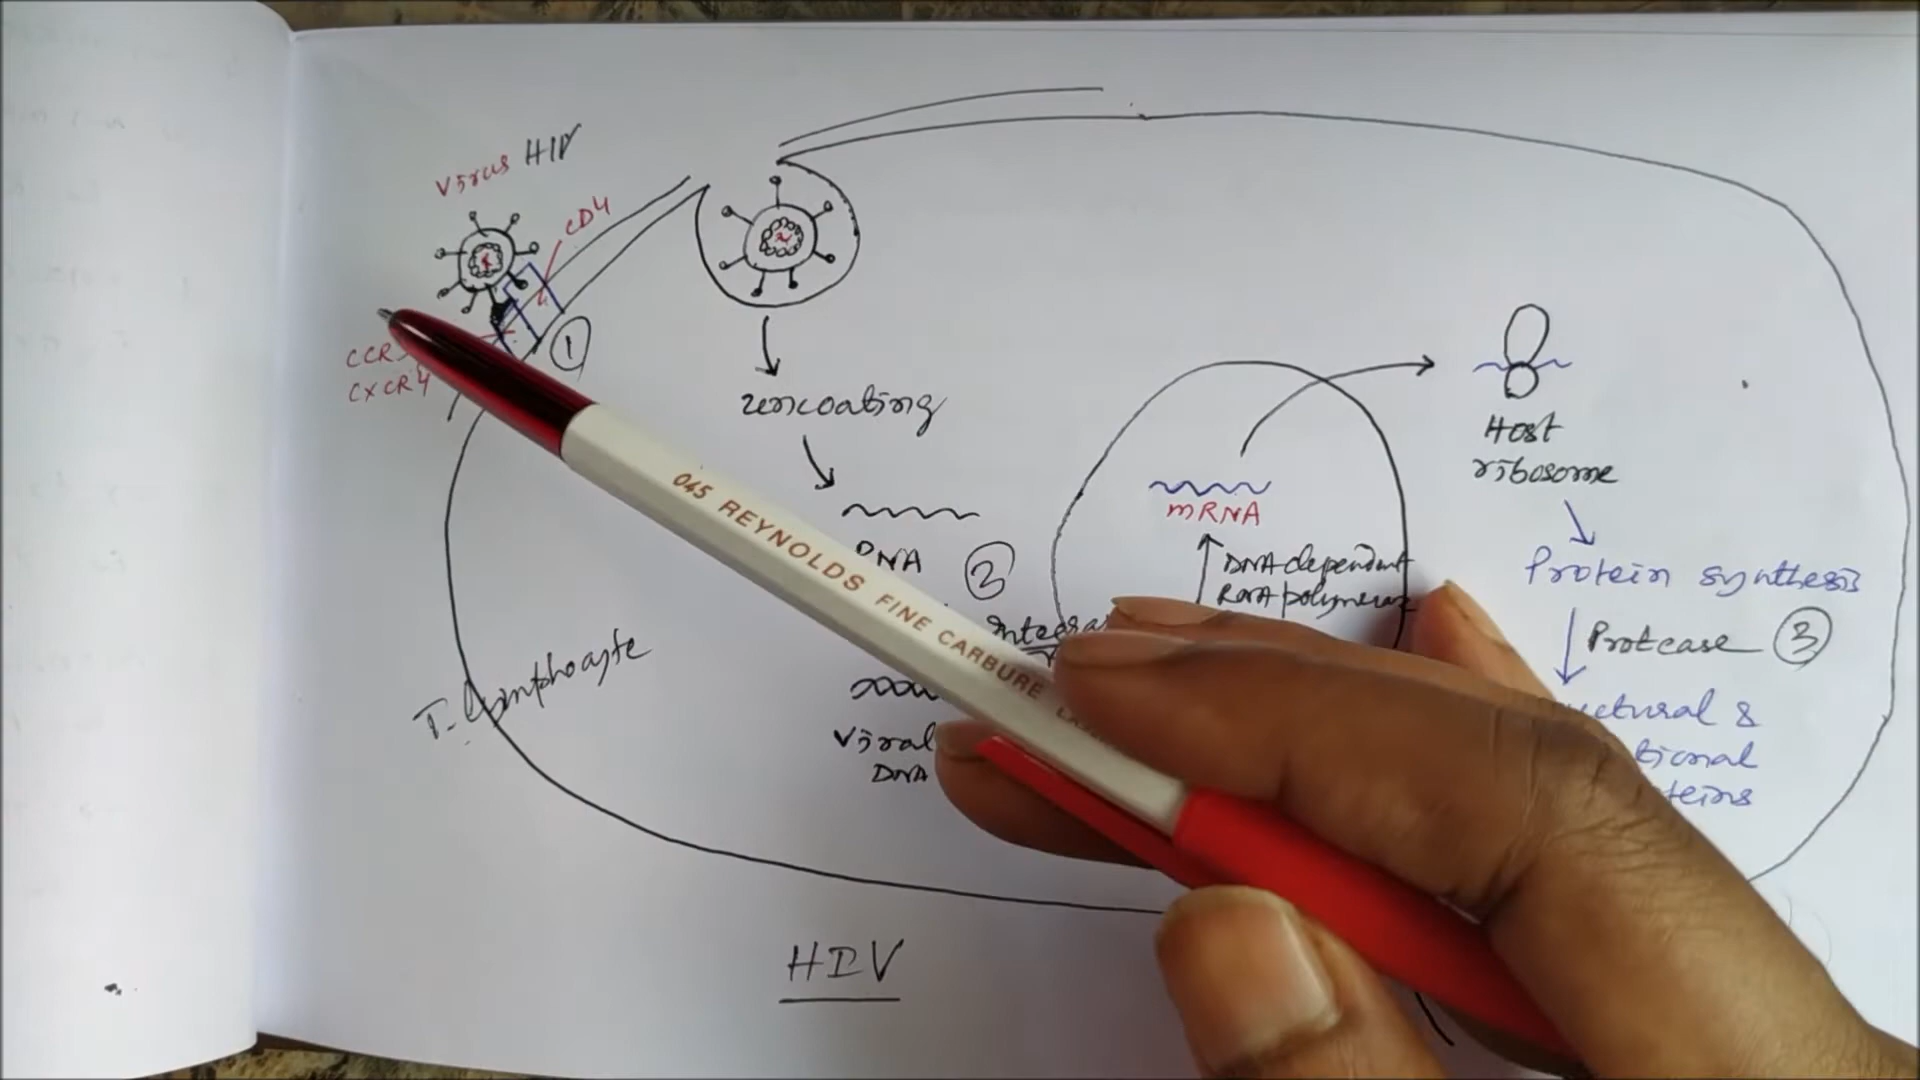 Virus HIV
CD4
CCR
CXCR4
1
uncoating
RNA
2
Viral
DNA
T-lymphocyte
mRNA
DNA dependent
RNA polymerase
Host
ribosome
Protein synthesis
Protease 3
&
HIV
045 REYNOLDS FINE CARBURE